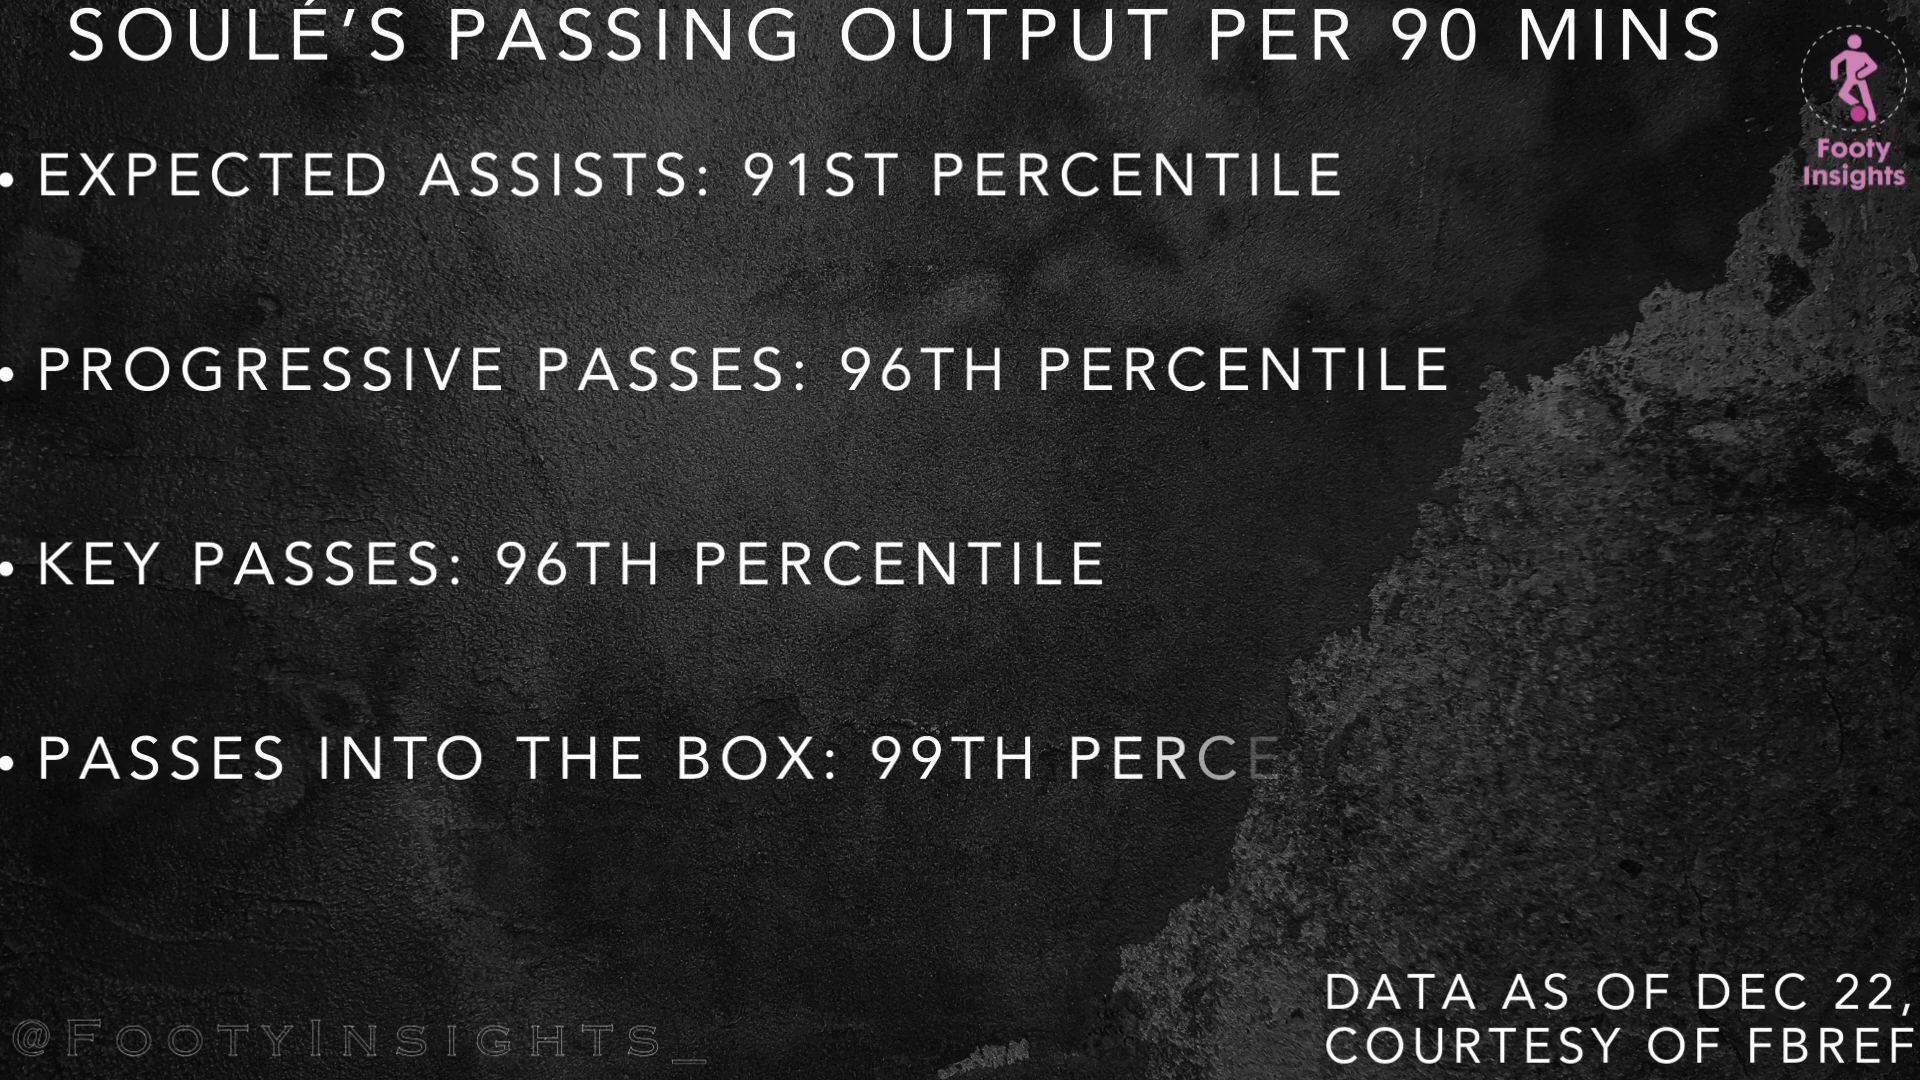 SOULÉ’S PASSING OUTPUT PER 90 MINS
Footy
Insights
• EXPECTED ASSISTS: 91ST PERCENTILE
• PROGRESSIVE PASSES: 96TH PERCENTILE
• KEY PASSES: 96TH PERCENTILE
• PASSES INTO THE BOX: 99TH PERCE
DATA AS OF DEC 22,
COURTESY OF FBREF
@FOOTYINSIGHTS_